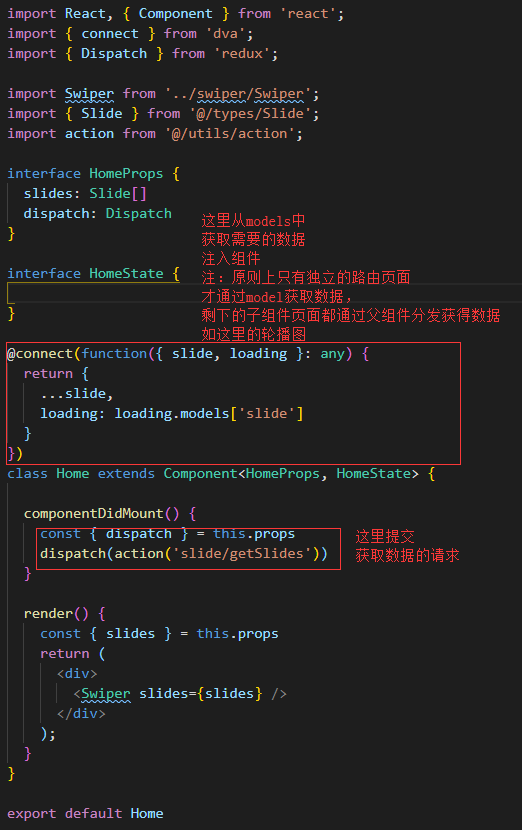 import React, { Component } from 'react';
import { connect } from 'dva';
import { Dispatch } from 'redux';
import Swiper from '../swiper/Swiper';
import { Slide } from '@/types/Slide';
import action from '@/utils/action';
interface HomeProps {
slides: Slide[]
dispatch: Dispatch
}
这里从models中
获取需要的数据
注入组件
注：原则上只有独立的路由页面
才通过model获取数据，
剩下的子组件页面都通过父组件分发获得数据
如这里的轮播图
interface HomeState {
}
@connect(function({ slide, loading }: any) {
return {
...slide,
loading: loading.models['slide']
}
})
class Home extends Component<HomeProps, HomeState> {
componentDidMount() {
const { dispatch } = this.props
dispatch(action('slide/getSlides'))
}
这里提交
获取数据的请求
render() {
const { slides } = this.props
return (
<div>
<Swiper slides={slides} />
</div>
);
}
}
export default Home